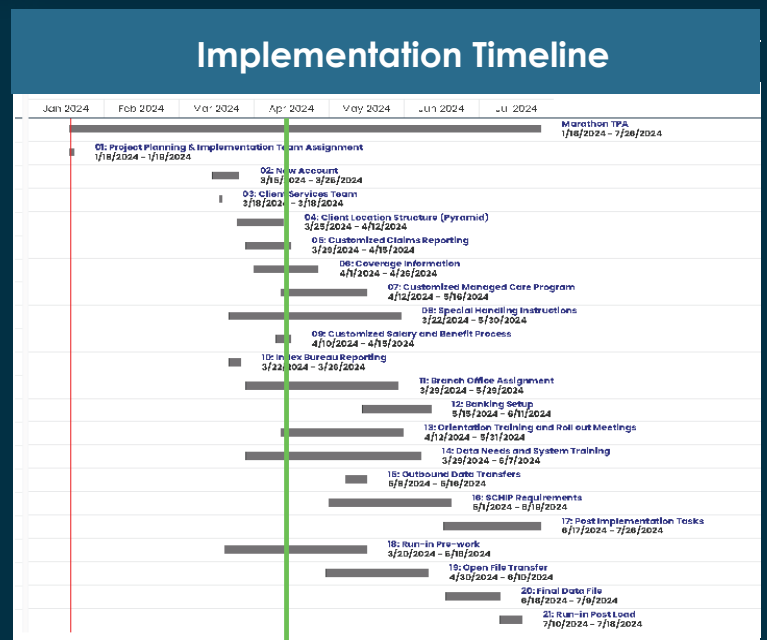 Implementation Timeline
Jan 2024 Feb 2024 Mar 2024 Apr 2024 May 2024 Jun 2024 Jul 2024
Marathon TPA
1/18/2024 - 7/26/2024
01: Project Planning & Implementation Team Assignment
1/18/2024 - 1/19/2024
02: New Account
3/15/2024 - 3/26/2024
03: Client Services Team
3/18/2024 - 3/18/2024
04: Client Location Structure (Pyramid)
3/25/2024 - 4/12/2024
05: Customized Claims Reporting
3/29/2024 - 4/15/2024
06: Coverage Information
4/1/2024 - 4/26/2024
07: Customized Managed Care Program
4/12/2024 - 5/16/2024
08: Special Handling Instructions
3/22/2024 - 5/30/2024
09: Customized Salary and Benefit Process
4/10/2024 - 4/15/2024
10: Index Bureau Reporting
3/22/2024 - 3/26/2024
11: Branch Office Assignment
3/29/2024 - 5/29/2024
12: Banking Setup
5/15/2024 - 6/11/2024
13: Orientation Training and Roll out Meetings
4/12/2024 - 5/31/2024
14: Data Needs and System Training
3/29/2024 - 6/7/2024
15: Outbound Data Transfers
5/8/2024 - 5/16/2024
16: SCHIP Requirements
5/1/2024 - 6/19/2024
17: Post Implementation Tasks
6/17/2024 - 7/26/2024
18: Run-in Pre-work
3/20/2024 - 5/16/2024
19: Open File Transfer
4/30/2024 - 6/10/2024
20: Final Data File
6/18/2024 - 7/9/2024
21: Run-in Post Load
7/10/2024 - 7/18/2024